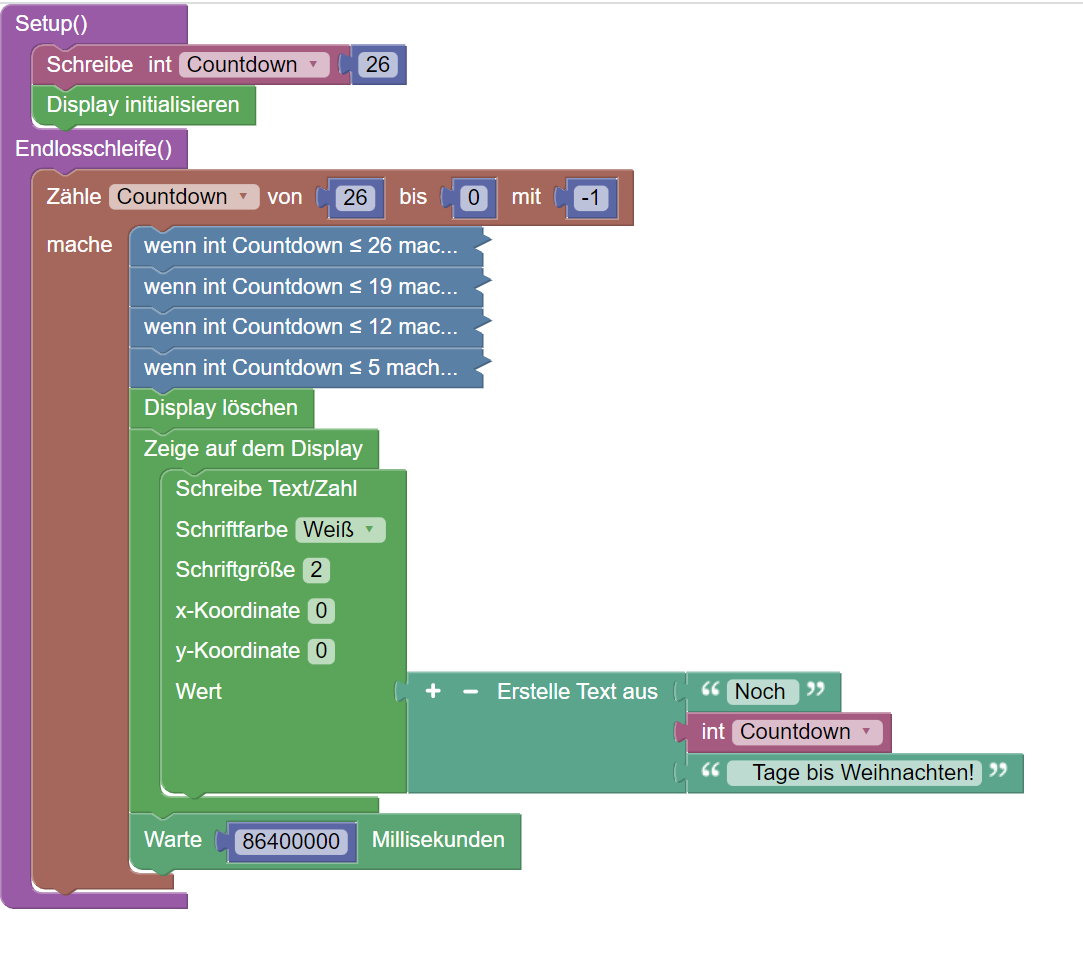 Setup()
Schreibe int Countdown 26
Display initialisieren
Endlosschleife()
Zähle Countdown von 26 bis 0 mit -1
mache
wenn int Countdown ≤ 26 mac...
wenn int Countdown ≤ 19 mac...
wenn int Countdown ≤ 12 mac...
wenn int Countdown ≤ 5 mach...
Display löschen
Zeige auf dem Display
Schreibe Text/Zahl
Schriftfarbe Weiß
Schriftgröße 2
x-Koordinate 0
y-Koordinate 0
Wert + − Erstelle Text aus “ Noch ”
int Countdown
“ Tage bis Weihnachten! ”
Warte 86400000 Millisekunden